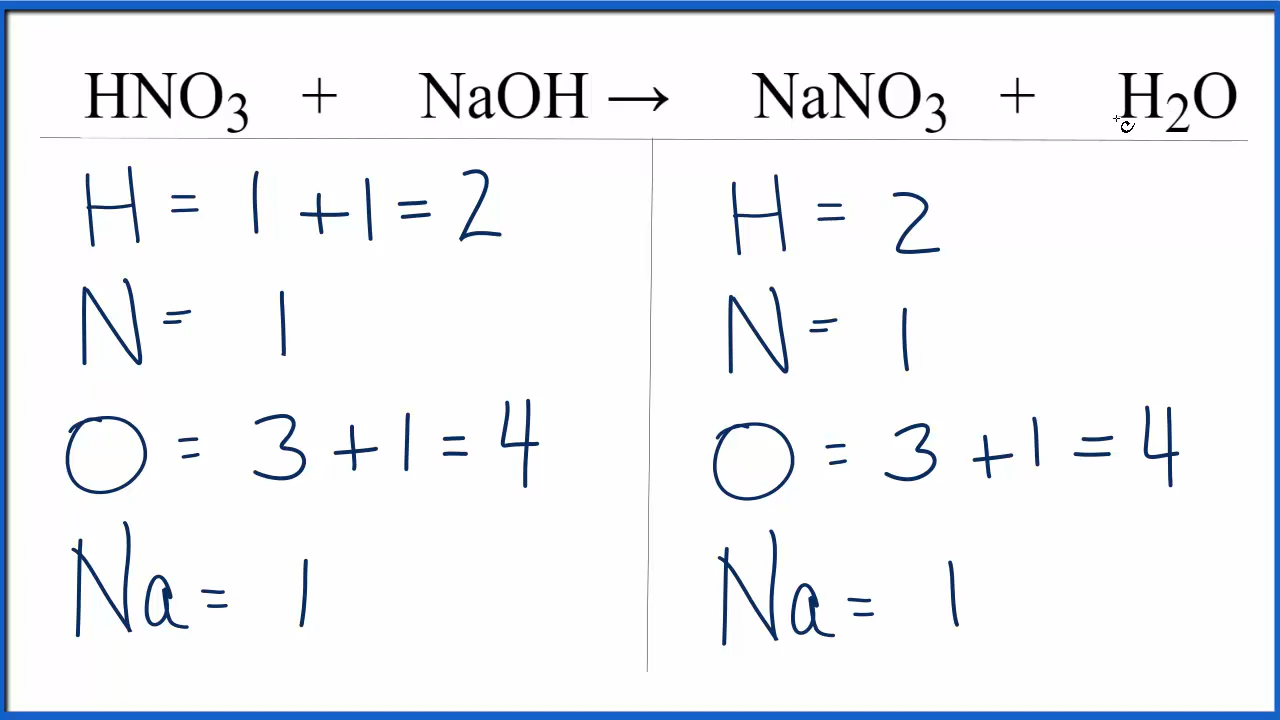 HNO₃ + NaOH → NaNO₃ + H₂O
H = 1 + 1 = 2
N = 1
O = 3 + 1 = 4
Na = 1
H = 2
N = 1
O = 3 + 1 = 4
Na = 1